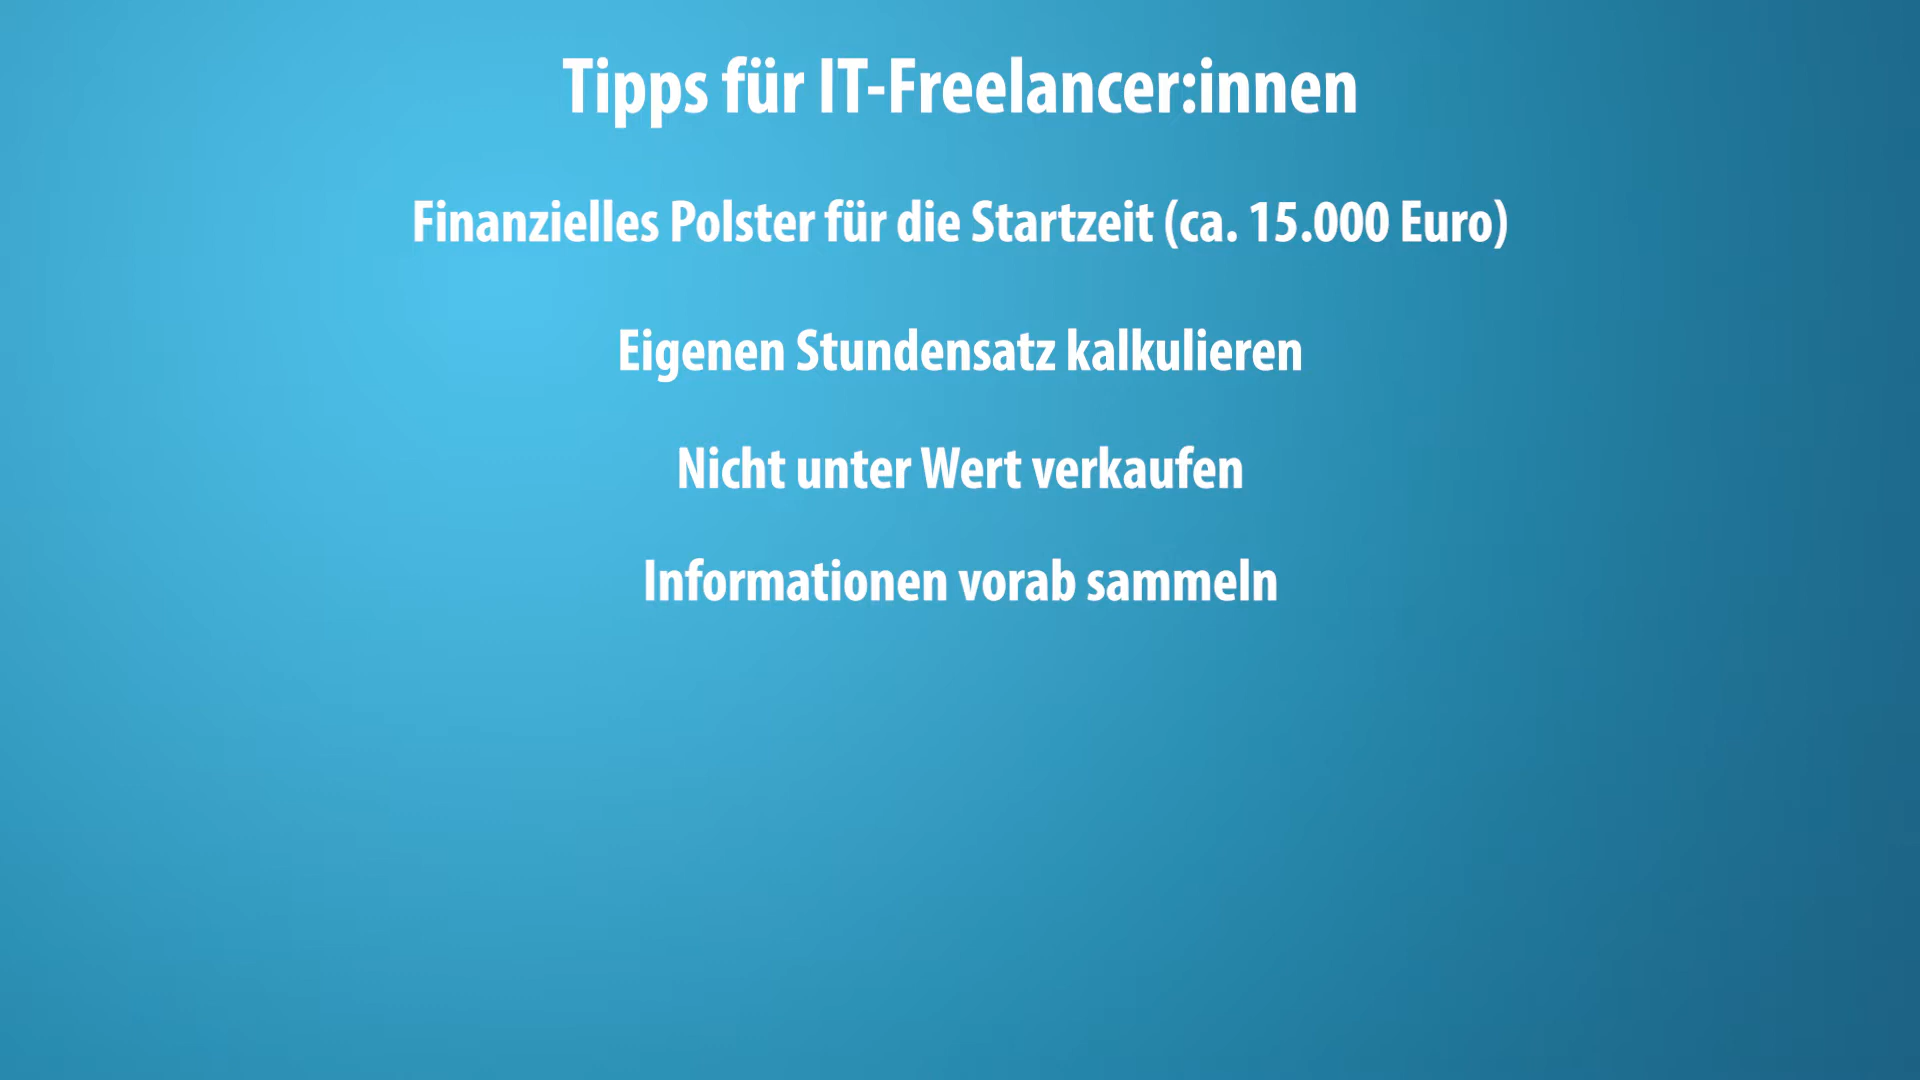 Tipps für IT-Freelancer:innen
Finanzielles Polster für die Startzeit (ca. 15.000 Euro)
Eigenen Stundensatz kalkulieren
Nicht unter Wert verkaufen
Informationen vorab sammeln